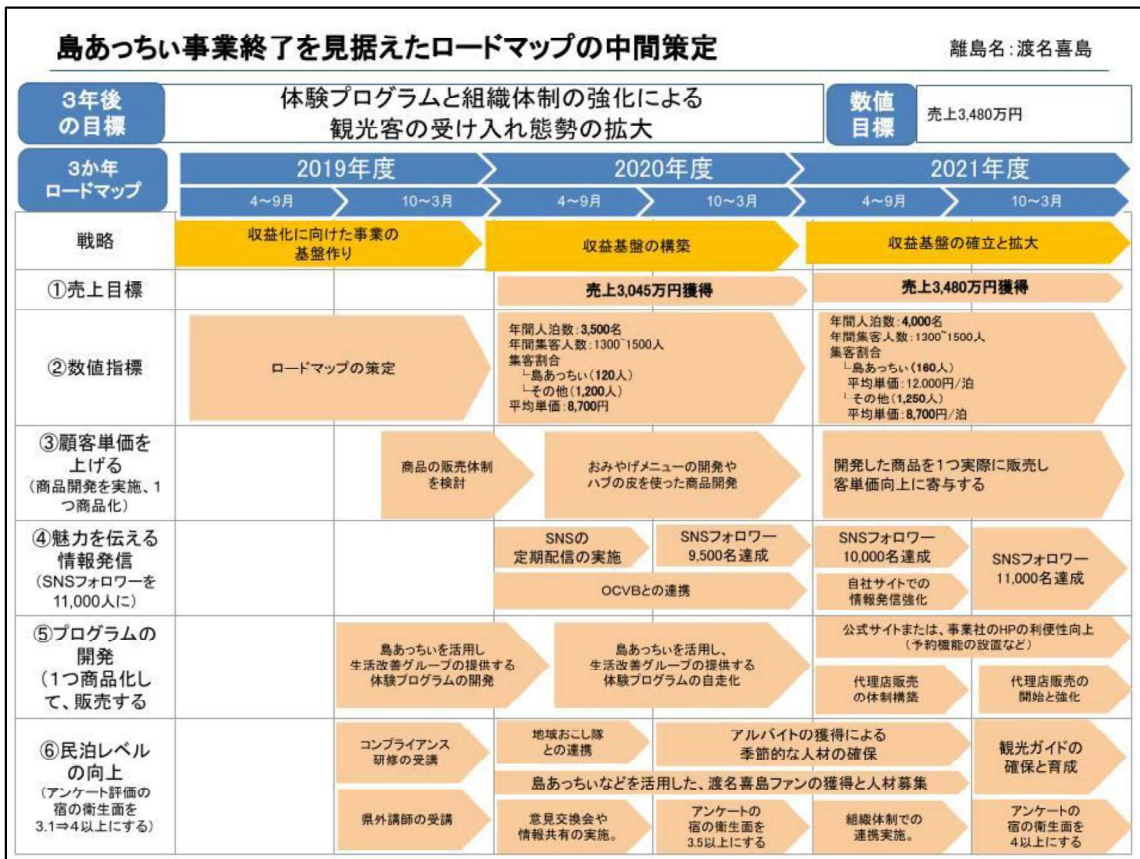 島あっちい事業終了を見据えたロードマップの中間策定
離島名:渡名喜島
3年後
の目標
体験プログラムと組織体制の強化による
観光客の受け入れ態勢の拡大
数値
目標
売上3,480万円
3か年
ロードマップ
2019年度
2020年度
2021年度
4～9月
10～3月
4～9月
10～3月
4～9月
10～3月
戦略
収益化に向けた事業の
基盤作り
収益基盤の構築
収益基盤の確立と拡大
①売上目標
売上3,045万円獲得
売上3,480万円獲得
②数値指標
ロードマップの策定
年間人泊数:3,500名
年間集客人数:1300~1500人
集客割合
└島あっちい(120人)
└その他(1,200人)
平均単価:8,700円
年間人泊数:4,000名
年間集客人数:1300~1500人
集客割合
└島あっちい(160人)
平均単価:12.000円/泊
└その他(1,250人)
平均単価:8,700円/泊
③顧客単価を
上げる
(商品開発を実施、1
つ商品化)
商品の販売体制
を検討
おみやげメニューの開発や
ハブの皮を使った商品開発
開発した商品を1つ実際に販売し
客単価向上に寄与する
④魅力を伝える
情報発信
(SNSフォロワーを
11,000人に)
SNSの
定期配信の実施
SNSフォロワー
9,500名達成
OCVBとの連携
SNSフォロワー
10,000名達成
自社サイトでの
情報発信強化
SNSフォロワー
11,000名達成
⑤プログラムの
開発
(1つ商品化し
て、販売する
島あっちぃを活用し
生活改善グループの提供する
体験プログラムの開発
島あっちいを活用し、
生活改善グループの提供する
体験プログラムの自走化
公式サイトまたは、事業社のHPの利便性向上
(予約機能の設置など)
代理店販売
の体制構築
代理店販売の
開始と強化
⑥民泊レベル
の向上
(アンケート評価の
宿の衛生面を
3.1⇒4以上にする)
コンプライアンス
研修の受講
県外講師の受講
地域おこし隊
との連携
アルバイトの獲得による
季節的な人材の確保
観光ガイドの
確保と育成
島あっちいなどを活用した、渡名喜島ファンの獲得と人材募集
意見交換会や
情報共有の実施。
アンケートの
宿の衛生面を
3.5以上にする
組織体制での
連携実施。
アンケートの
宿の衛生面を
4以上にする